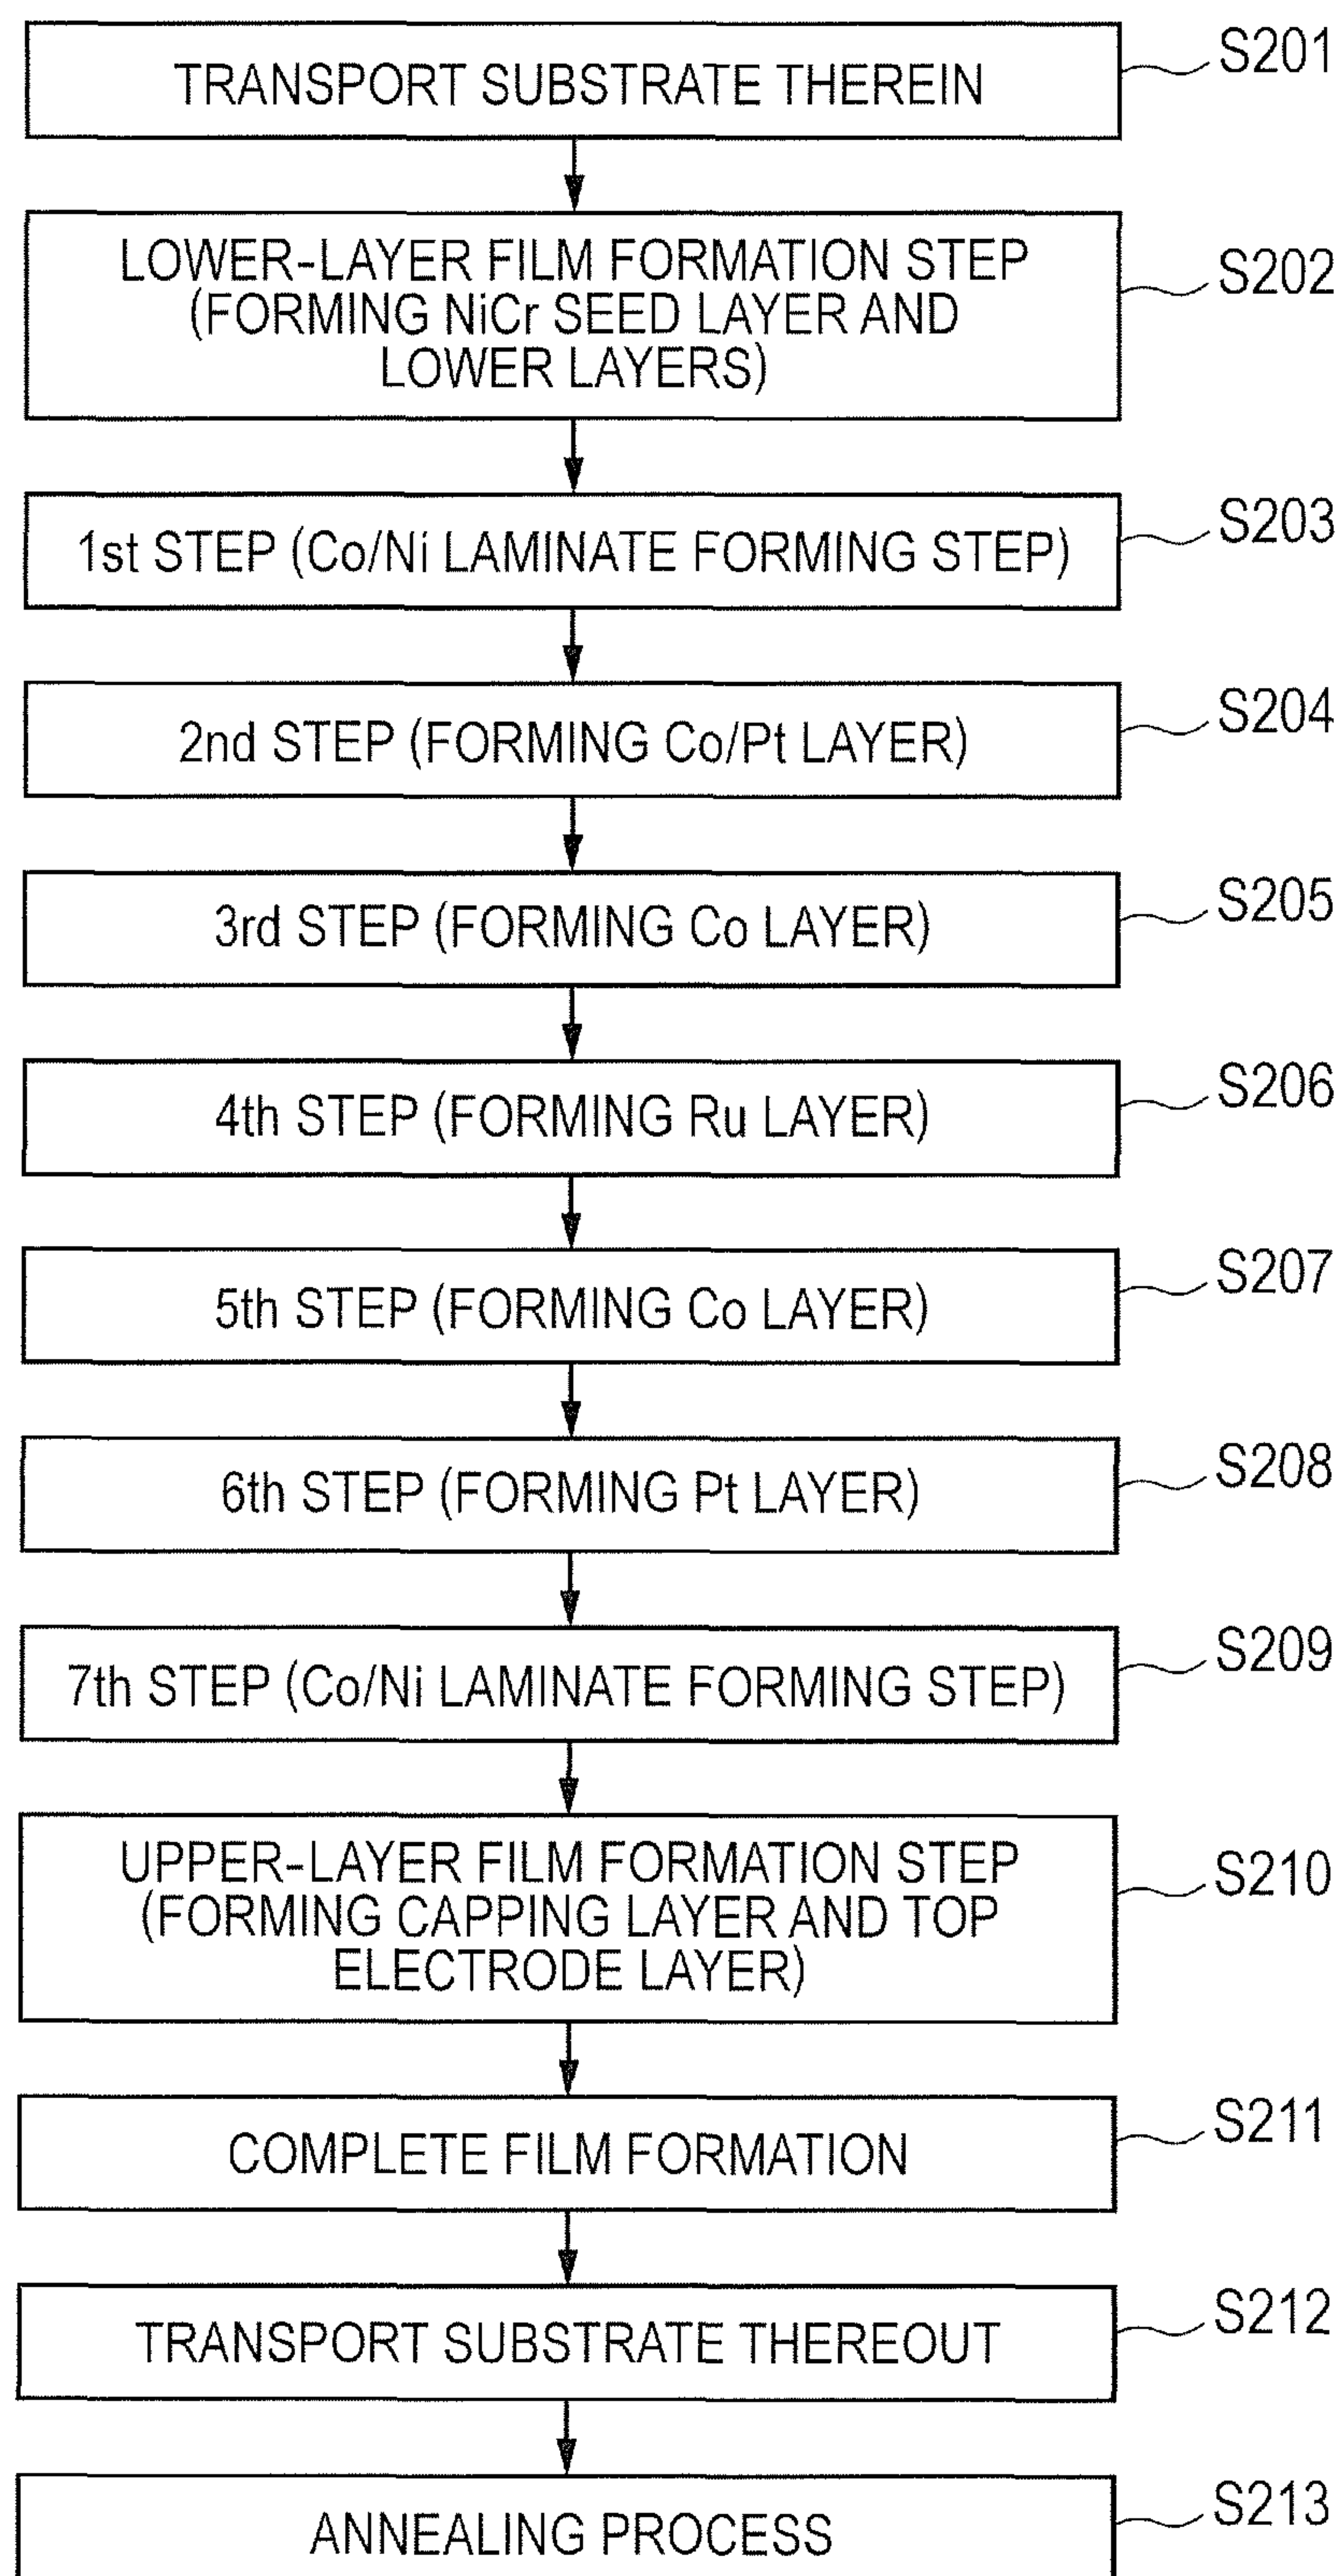 TRANSPORT SUBSTRATE THEREIN
S201
LOWER-LAYER FILM FORMATION STEP
(FORMING NiCr SEED LAYER AND
LOWER LAYERS)
S202
1st STEP (Co/Ni LAMINATE FORMING STEP)
S203
2nd STEP (FORMING Co/Pt LAYER)
S204
3rd STEP (FORMING Co LAYER)
S205
4th STEP (FORMING Ru LAYER)
S206
5th STEP (FORMING Co LAYER)
S207
6th STEP (FORMING Pt LAYER)
S208
7th STEP (Co/Ni LAMINATE FORMING STEP)
S209
UPPER-LAYER FILM FORMATION STEP
(FORMING CAPPING LAYER AND TOP
ELECTRODE LAYER)
S210
COMPLETE FILM FORMATION
S211
TRANSPORT SUBSTRATE THEREOUT
S212
ANNEALING PROCESS
S213